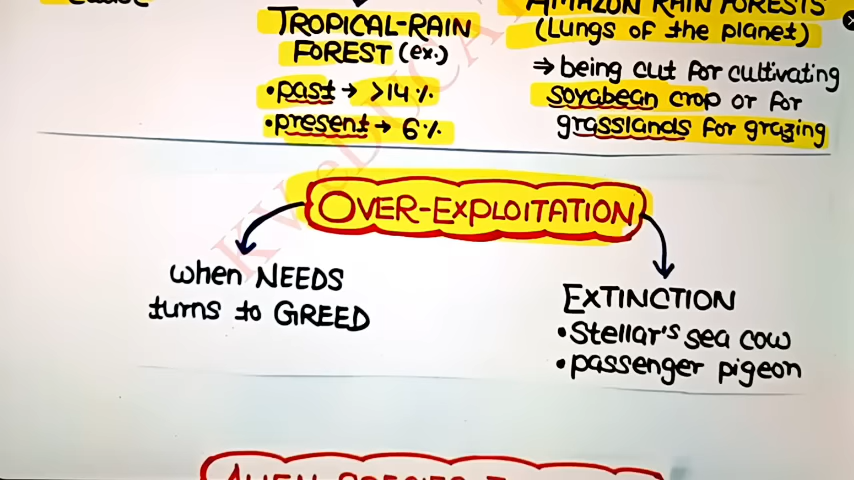 TROPICAL-RAIN
FOREST (ex.)
•past → >14%
•present → 6%
AMAZON RAIN FORESTS
(Lungs of the planet)
⇒ being cut for cultivating
soyabean crop or for
grasslands for grazing
OVER-EXPLOITATION
when NEEDS
turns to GREED
EXTINCTION
•Stellar's sea cow
•passenger pigeon
ALIEN SPECIES